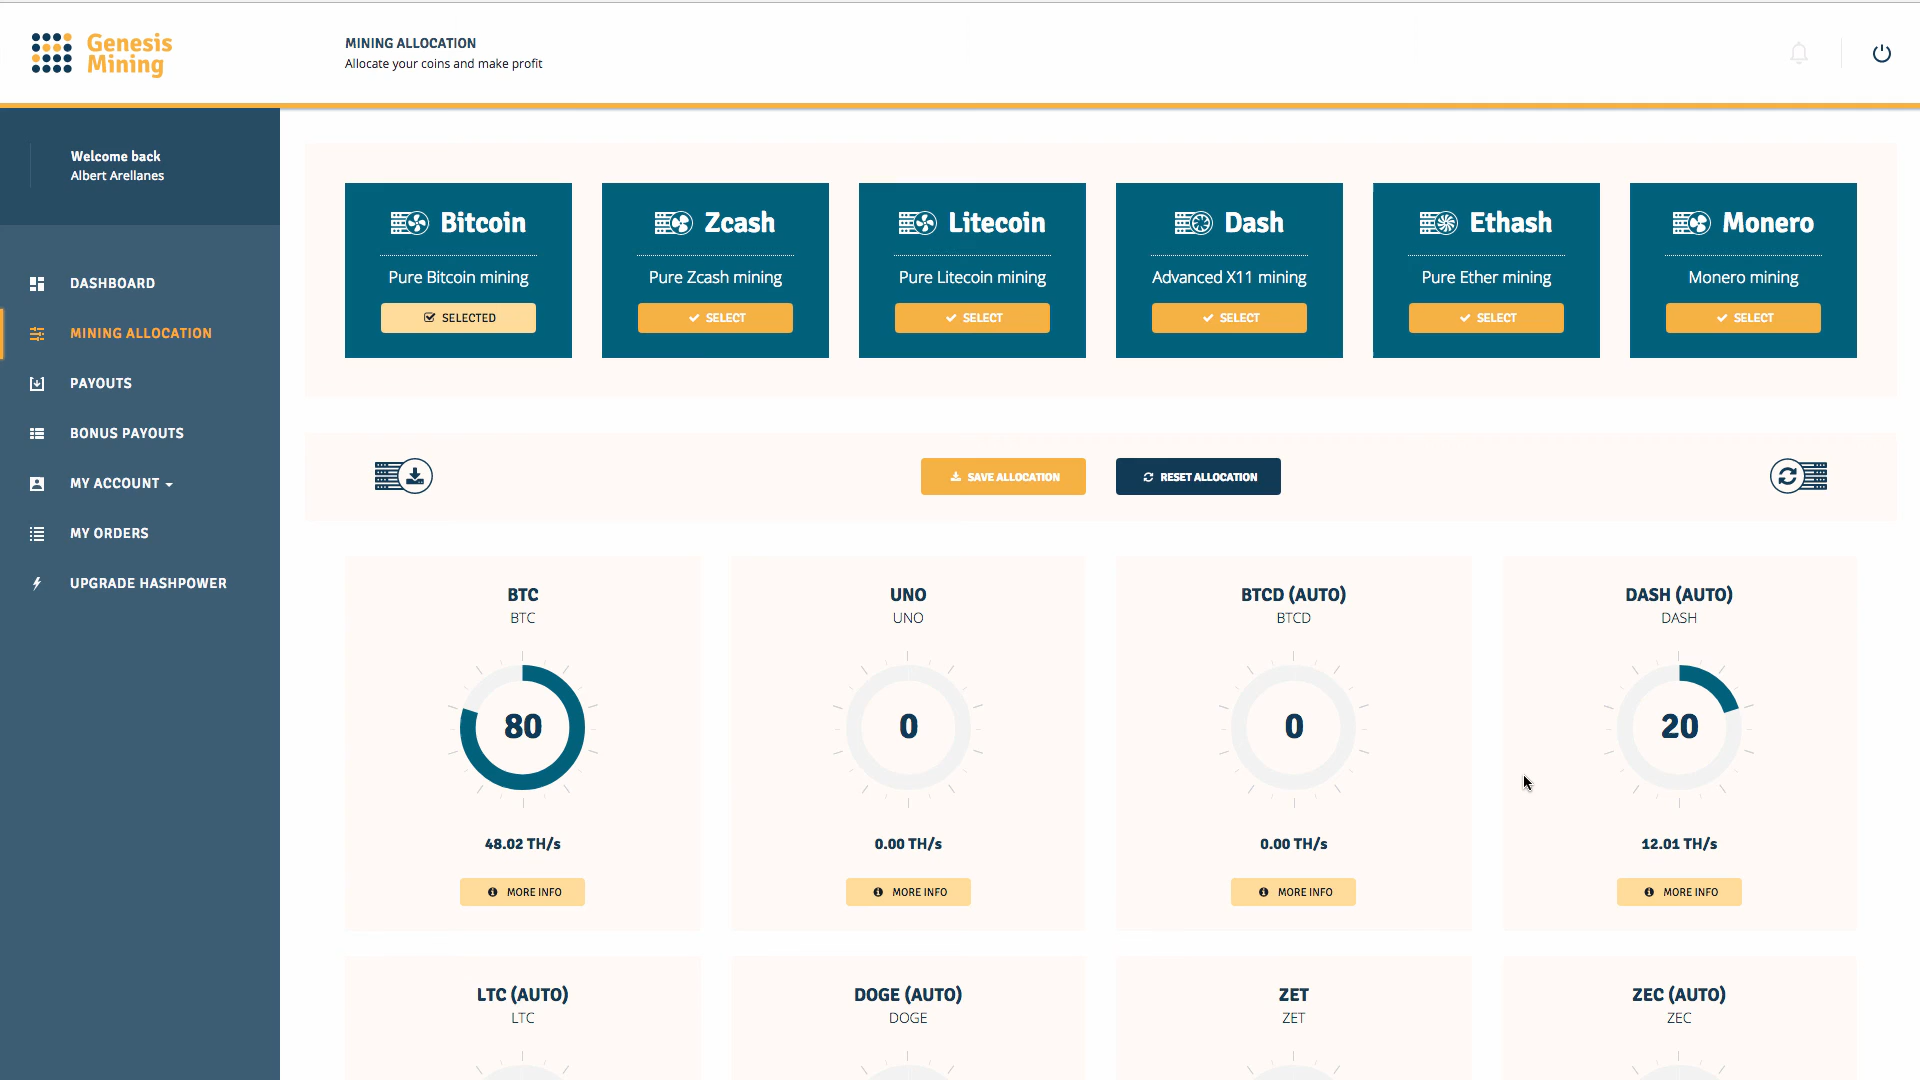 Genesis
Mining
MINING ALLOCATION
Allocate your coins and make profit
Welcome back
Albert Arellanes
DASHBOARD
MINING ALLOCATION
PAYOUTS
BONUS PAYOUTS
MY ACCOUNT
MY ORDERS
UPGRADE HASHPOWER
Bitcoin
Pure Bitcoin mining
SELECTED
Zcash
Pure Zcash mining
SELECT
Litecoin
Pure Litecoin mining
SELECT
Dash
Advanced X11 mining
SELECT
Ethash
Pure Ether mining
SELECT
Monero
Monero mining
SELECT
SAVE ALLOCATION
RESET ALLOCATION
BTC
BTC
80
48.02 TH/s
MORE INFO
UNO
UNO
0
0.00 TH/s
MORE INFO
BTCD (AUTO)
BTCD
0
0.00 TH/s
MORE INFO
DASH (AUTO)
DASH
20
12.01 TH/s
MORE INFO
LTC (AUTO)
LTC
DOGE (AUTO)
DOGE
ZET
ZET
ZEC (AUTO)
ZEC